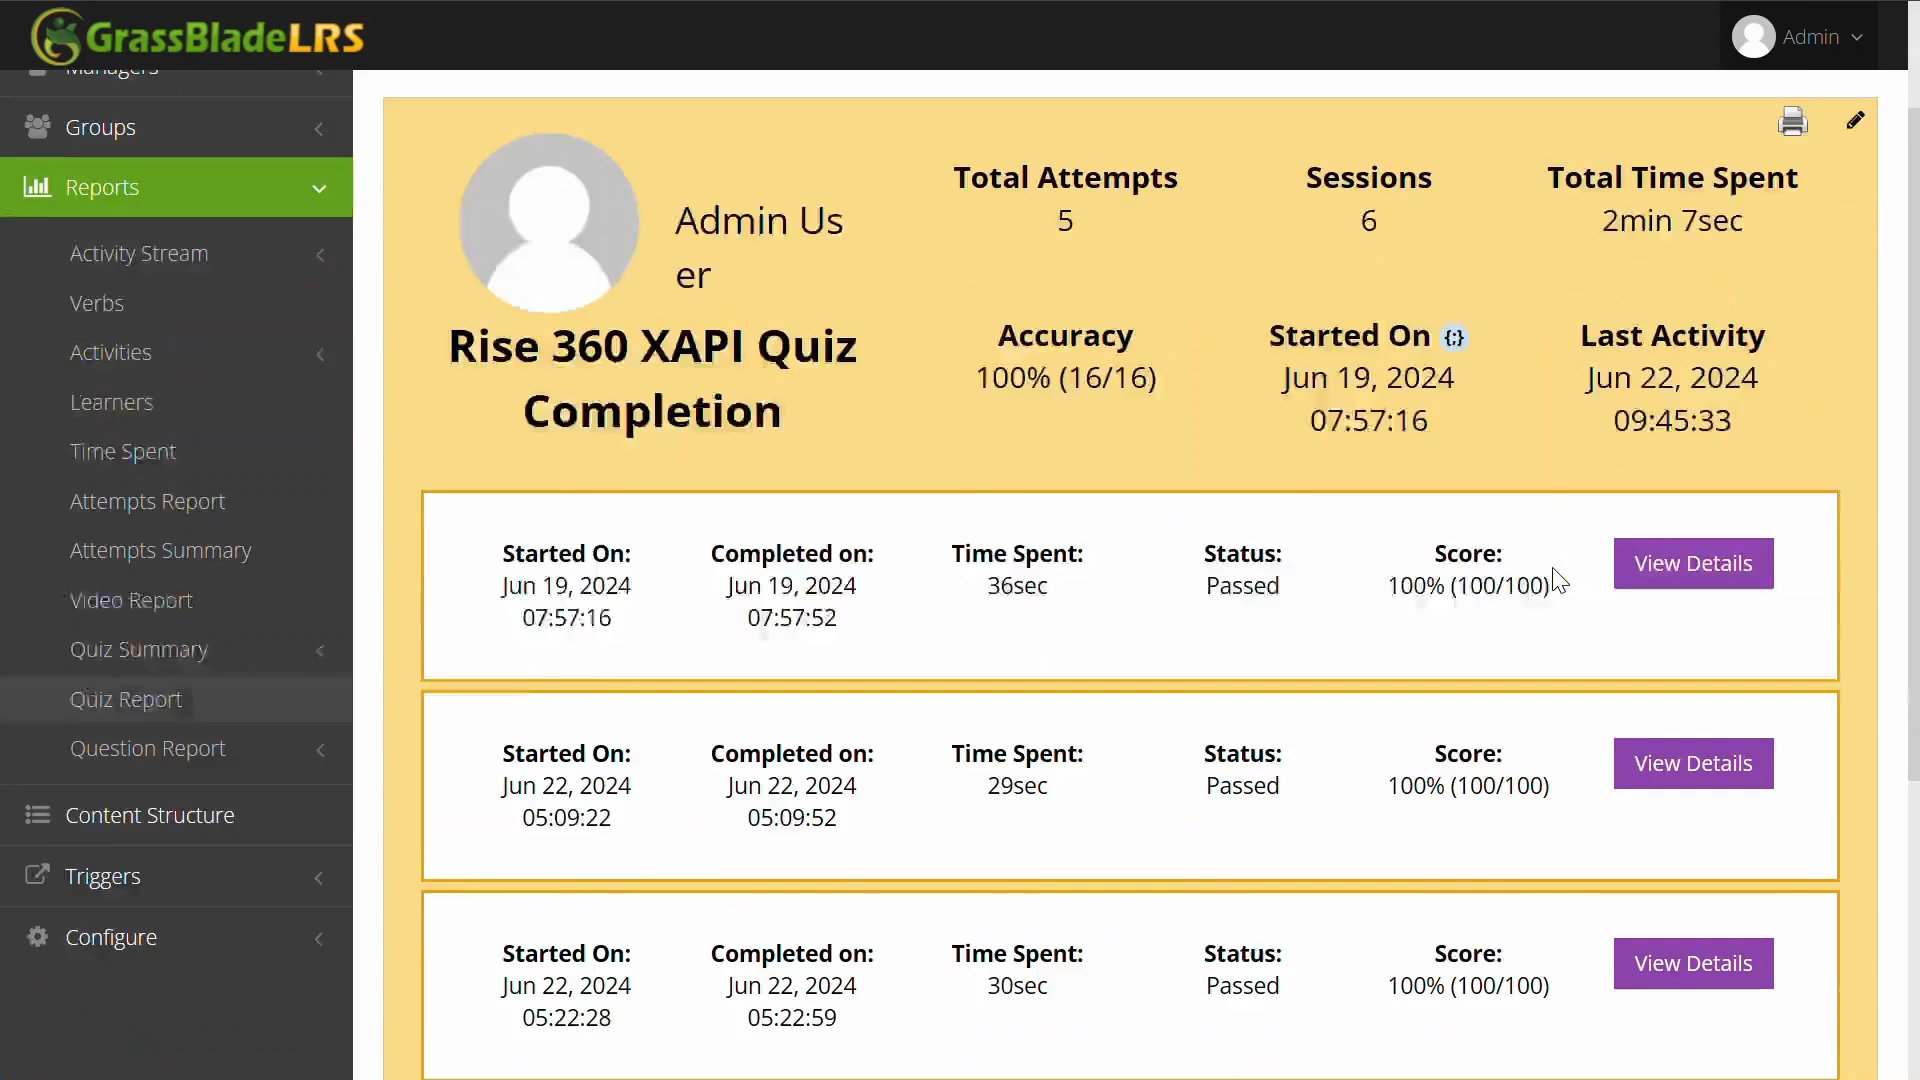 GrassBladeLRS
Admin
Managers
Groups
Reports
Activity Stream
Verbs
Activities
Learners
Time Spent
Attempts Report
Attempts Summary
Video Report
Quiz Summary
Quiz Report
Question Report
Content Structure
Triggers
Configure
Admin Us
er
Rise 360 XAPI Quiz
Completion
Total Attempts
5
Sessions
6
Total Time Spent
2min 7sec
Accuracy
100% (16/16)
Started On {;}
Jun 19, 2024
07:57:16
Last Activity
Jun 22, 2024
09:45:33
Started On:
Jun 19, 2024
07:57:16
Completed on:
Jun 19, 2024
07:57:52
Time Spent:
36sec
Status:
Passed
Score:
100% (100/100)
View Details
Started On:
Jun 22, 2024
05:09:22
Completed on:
Jun 22, 2024
05:09:52
Time Spent:
29sec
Status:
Passed
Score:
100% (100/100)
View Details
Started On:
Jun 22, 2024
05:22:28
Completed on:
Jun 22, 2024
05:22:59
Time Spent:
30sec
Status:
Passed
Score:
100% (100/100)
View Details